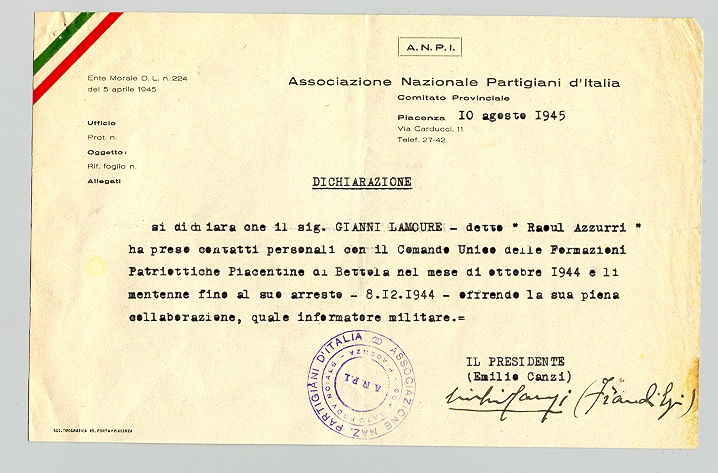 A.N.P.I.
Ente Morale D. L. n. 224
del 5 aprile 1945
Associazione Nazionale Partigiani d'Italia
Comitato Provinciale
Piacenza 10 agosto 1945
Via Carducci, 11
Telef. 27-42
Ufficio
Prot. n.
Oggetto:
Rif. foglio n.
Allegati
DICHIARAZIONE
si dichiara che il sig. GIANNI LAMOURE - detto " Raoul Azzurri "
ha preso contatti personali con il Comando Unico delle Formazioni
Patriottiche Piacentine di Bettola nel mese di ottobre 1944 e li
mentenne fino al suo arresto - 8.12.1944 - offrendo la sua piena
collaborazione, quale informatore militare.=
ASSOCIAZIONE NAZ. PARTIGIANI D'ITALIA
A.N.P.I.
IL PRESIDENTE
(Emilio Canzi)